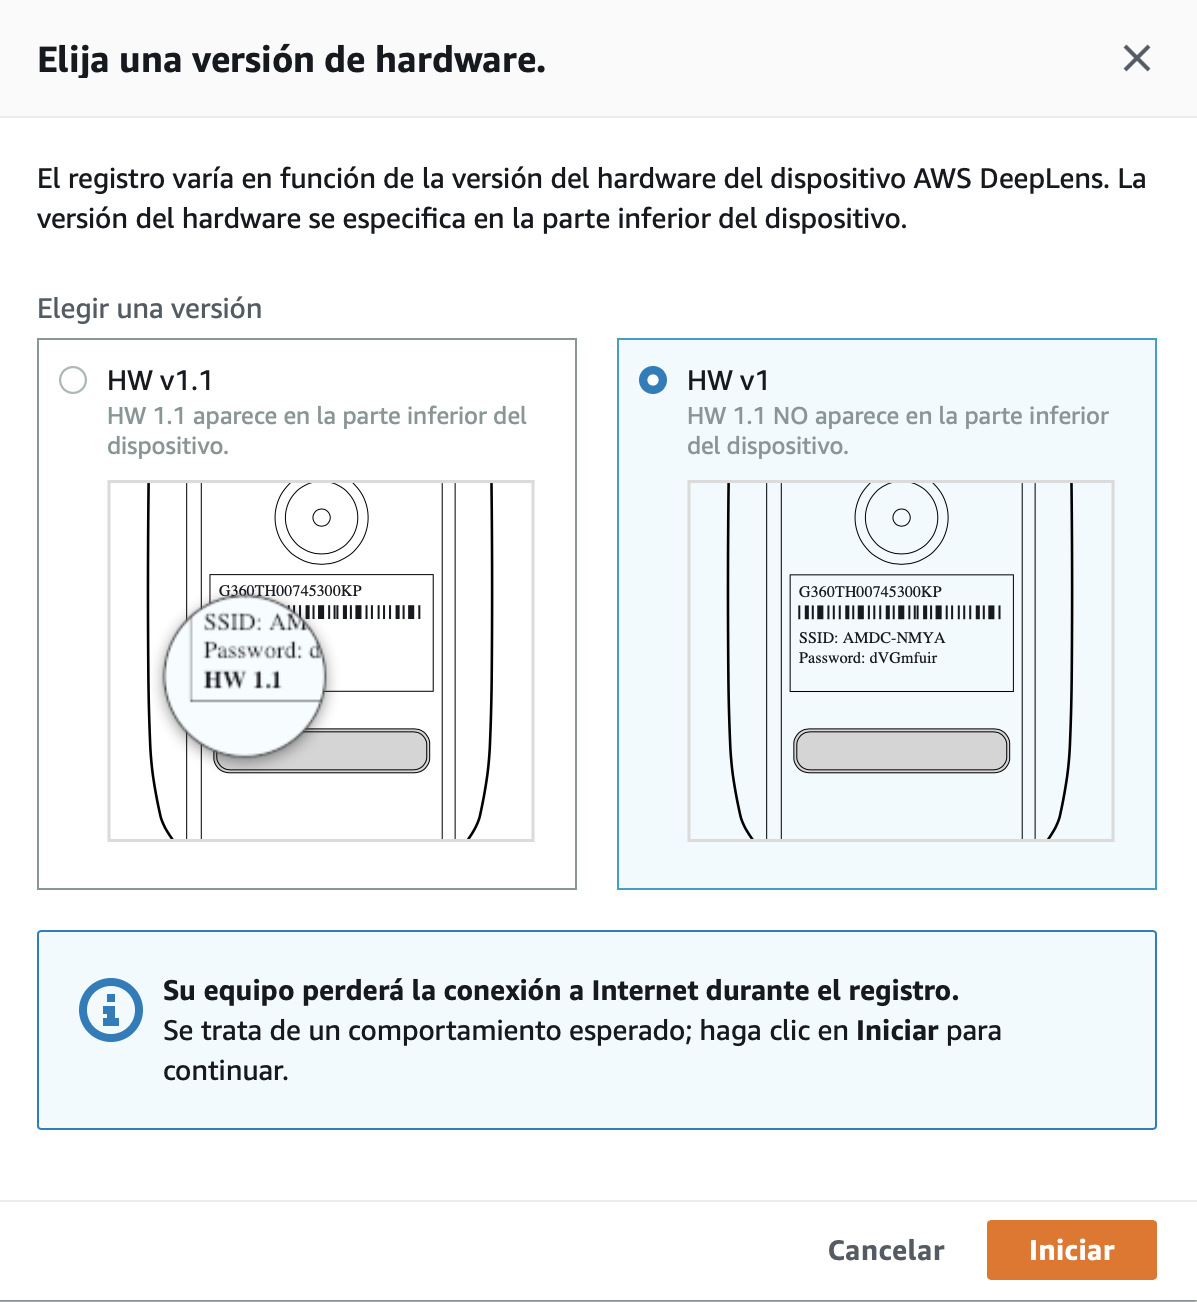 Elija una versión de hardware.
El registro varía en función de la versión del hardware del dispositivo AWS DeepLens. La
versión del hardware se especifica en la parte inferior del dispositivo.
Elegir una versión
HW v1.1
HW 1.1 aparece en la parte inferior del
dispositivo.
G360TH00745300KP
SSID: AM
Password: d
HW 1.1
HW v1
HW 1.1 NO aparece en la parte inferior
del dispositivo.
G360TH00745300KP
SSID: AMDC-NMYA
Password: dVGmfuir
Su equipo perderá la conexión a Internet durante el registro.
Se trata de un comportamiento esperado; haga clic en Iniciar para
continuar.
Cancelar
Iniciar